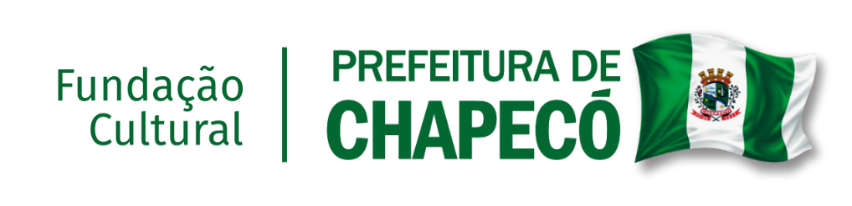 Fundação
Cultural
PREFEITURA DE
CHAPECÓ